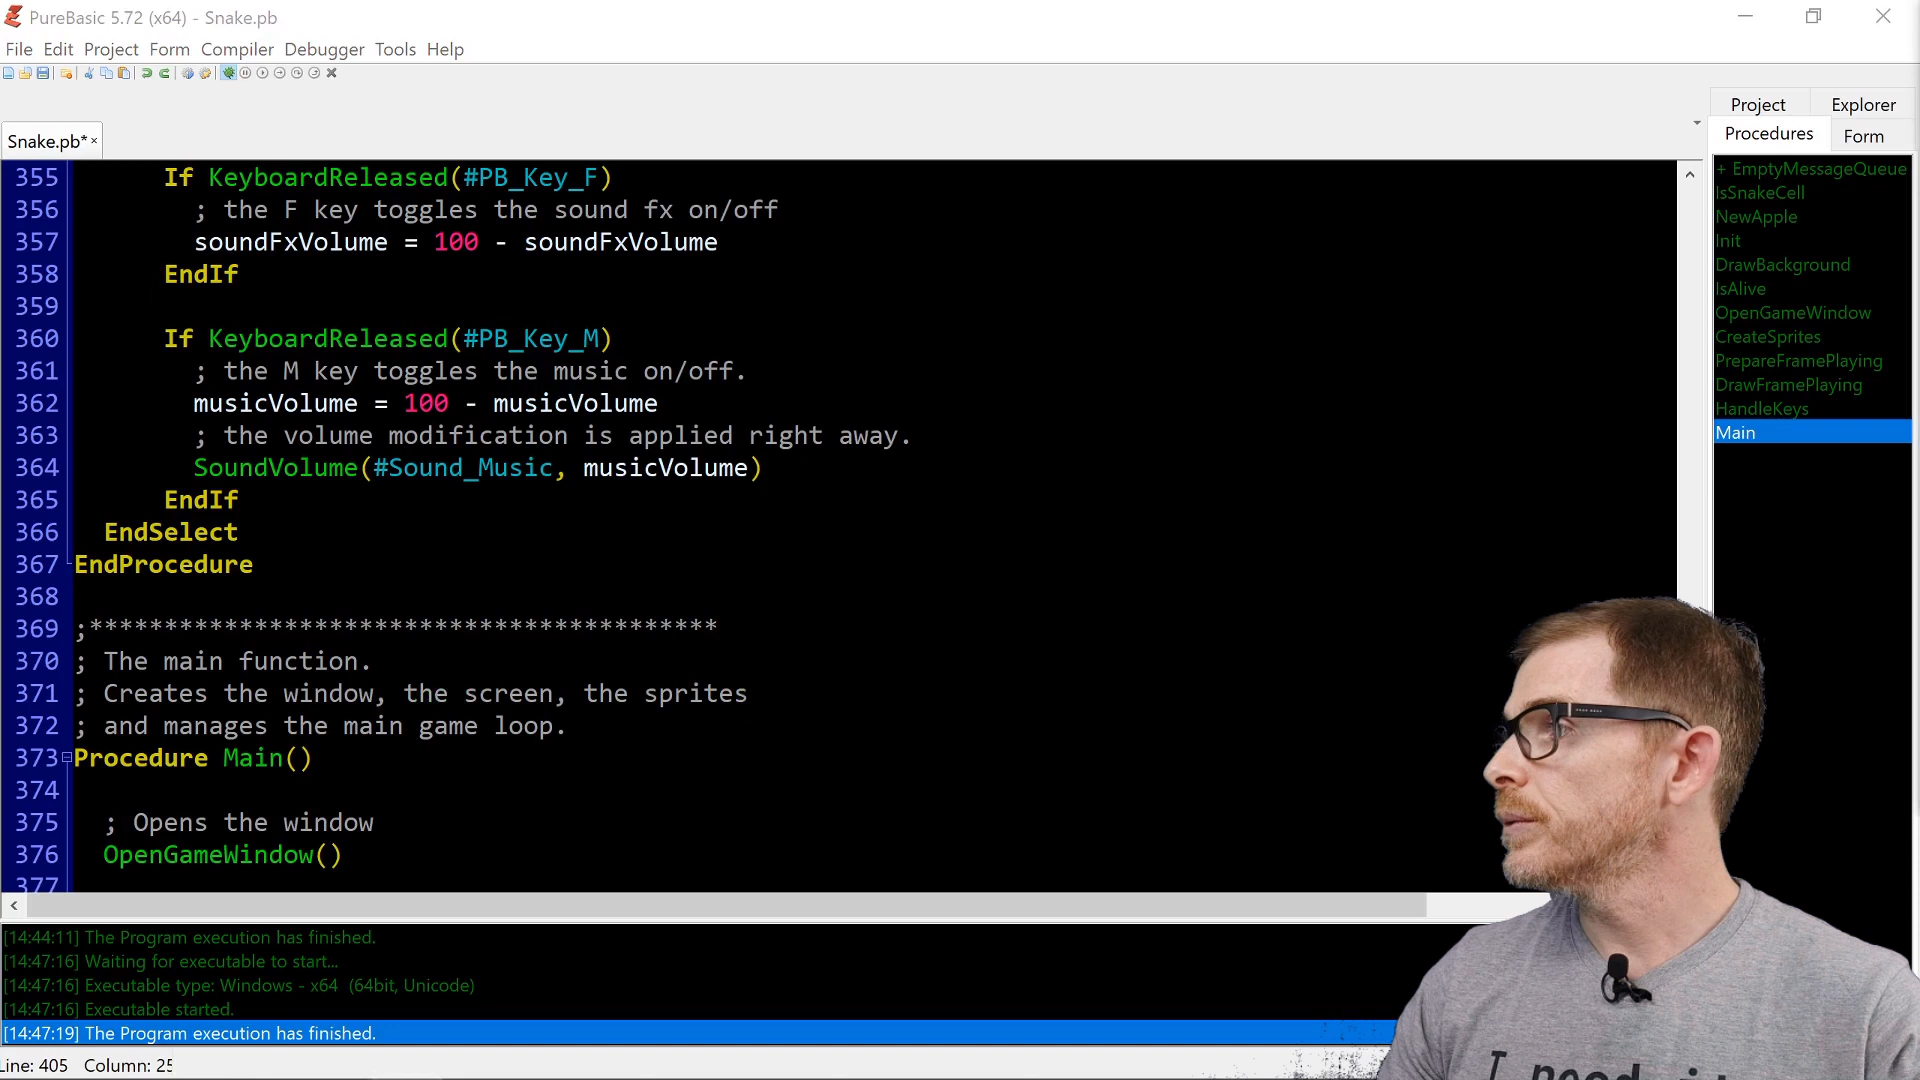 PureBasic 5.72 (x64) - Snake.pb
File Edit Project Form Compiler Debugger Tools Help
Project Explorer
Snake.pb*
Procedures Form
355 If KeyboardReleased(#PB_Key_F)
356 ; the F key toggles the sound fx on/off
357 soundFxVolume = 100 - soundFxVolume
358 EndIf
359
360 If KeyboardReleased(#PB_Key_M)
361 ; the M key toggles the music on/off.
362 musicVolume = 100 - musicVolume
363 ; the volume modification is applied right away.
364 SoundVolume(#Sound_Music, musicVolume)
365 EndIf
366 EndSelect
367 EndProcedure
368
369 ;******************************************
370 ; The main function.
371 ; Creates the window, the screen, the sprites
372 ; and manages the main game loop.
373 Procedure Main()
374
375 ; Opens the window
376 OpenGameWindow()
377
+ EmptyMessageQueue
IsSnakeCell
NewApple
Init
DrawBackground
IsAlive
OpenGameWindow
CreateSprites
PrepareFramePlaying
DrawFramePlaying
HandleKeys
Main
[14:44:11] The Program execution has finished.
[14:47:16] Waiting for executable to start...
[14:47:16] Executable type: Windows - x64 (64bit, Unicode)
[14:47:16] Executable started.
[14:47:19] The Program execution has finished.
Line: 405 Column: 25
I need